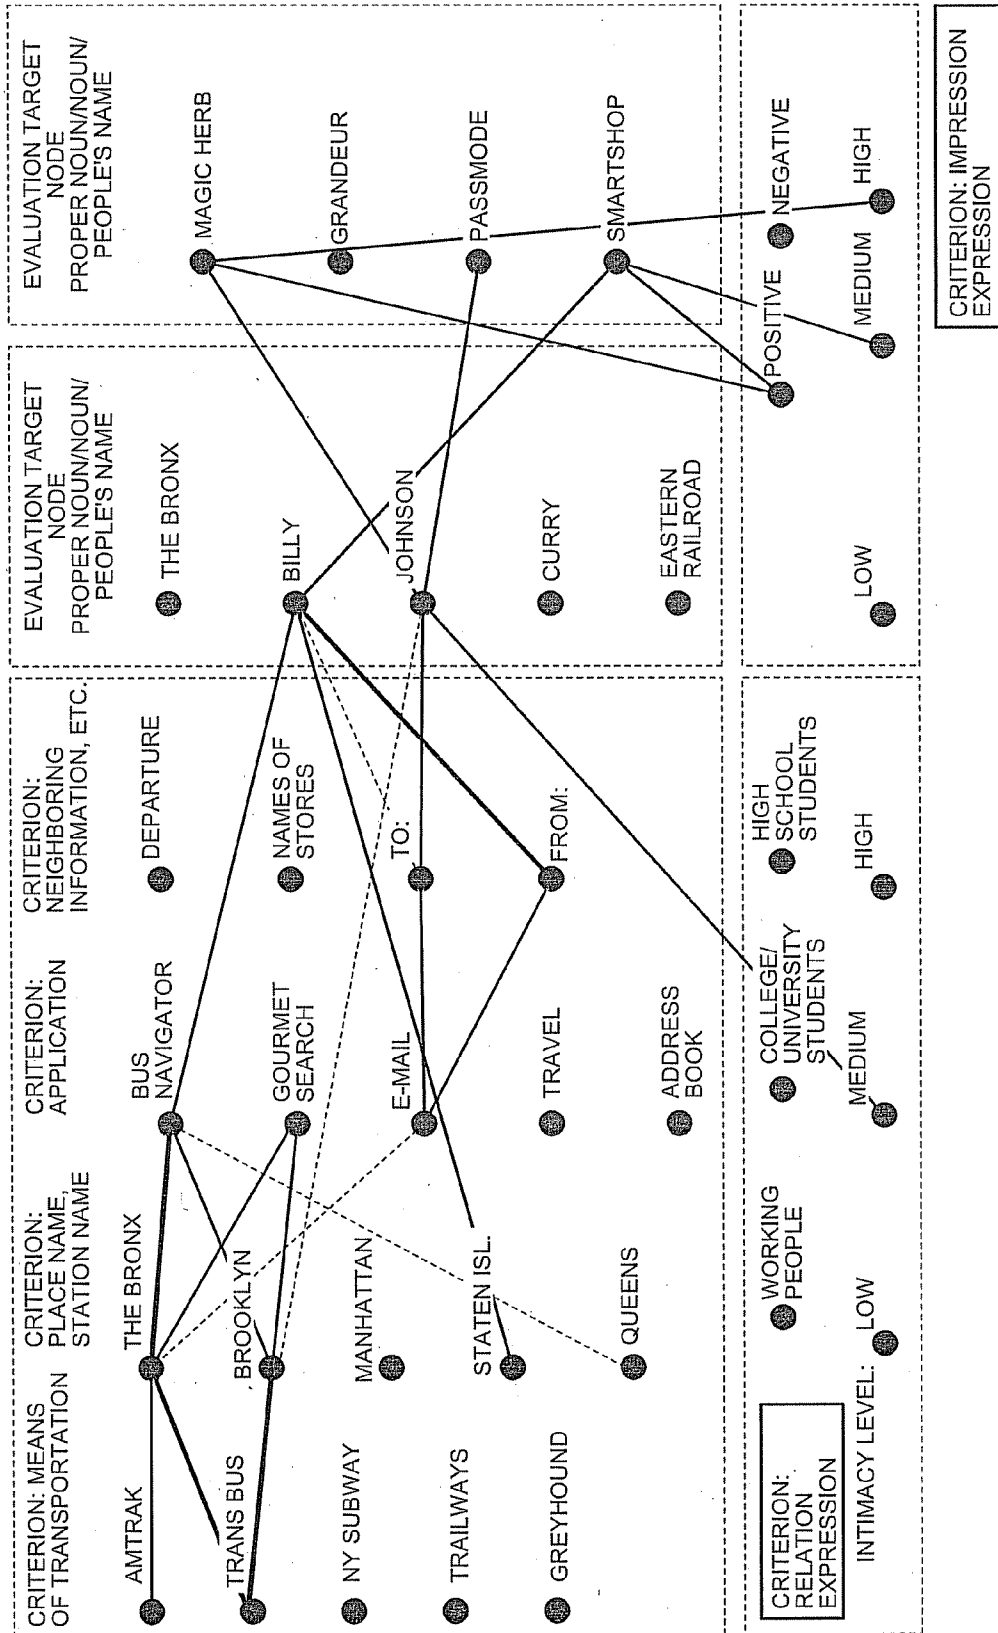 CRITERION: MEANS
OF TRANSPORTATION
AMTRAK
TRANS BUS
NY SUBWAY
TRAILWAYS
GREYHOUND
CRITERION:
PLACE NAME,
STATION NAME
THE BRONX
BROOKLYN
MANHATTAN
STATEN ISL.
QUEENS
CRITERION:
APPLICATION
BUS
NAVIGATOR
GOURMET
SEARCH
E-MAIL
TRAVEL
ADDRESS
BOOK
CRITERION:
NEIGHBORING
INFORMATION, ETC.
DEPARTURE
NAMES OF
STORES
TO:
FROM:
EVALUATION TARGET
NODE
PROPER NOUN/NOUN/
PEOPLE'S NAME
THE BRONX
BILLY
JOHNSON
CURRY
EASTERN
RAILROAD
EVALUATION TARGET
NODE
PROPER NOUN/NOUN/
PEOPLE'S NAME
MAGIC HERB
GRANDEUR
PASSMODE
SMARTSHOP
CRITERION:
RELATION
EXPRESSION
WORKING
PEOPLE
COLLEGE/
UNIVERSITY
STUDENTS
HIGH
SCHOOL
STUDENTS
INTIMACY LEVEL:
LOW
MEDIUM
HIGH
POSITIVE
NEGATIVE
LOW
MEDIUM
HIGH
CRITERION: IMPRESSION
EXPRESSION